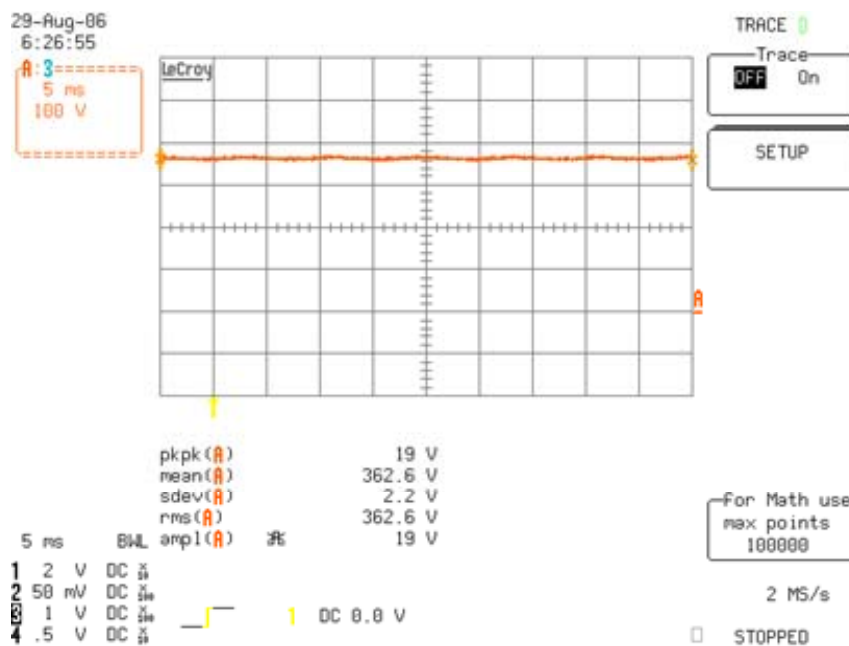 29-Aug-06
6:26:55
A:3
5 ms
100 V
LeCroy
TRACE
Trace
OFF On
SETUP
A
pkpk(A) 19 V
mean(A) 362.6 V
sdev(A) 2.2 V
rms(A) 362.6 V
ampl(A) 19 V
5 ms BWL
1 2 V DC
2 50 mV DC
3 1 V DC
4 .5 V DC
1 DC 0.0 V
For Math use
max points
100000
2 MS/s
STOPPED